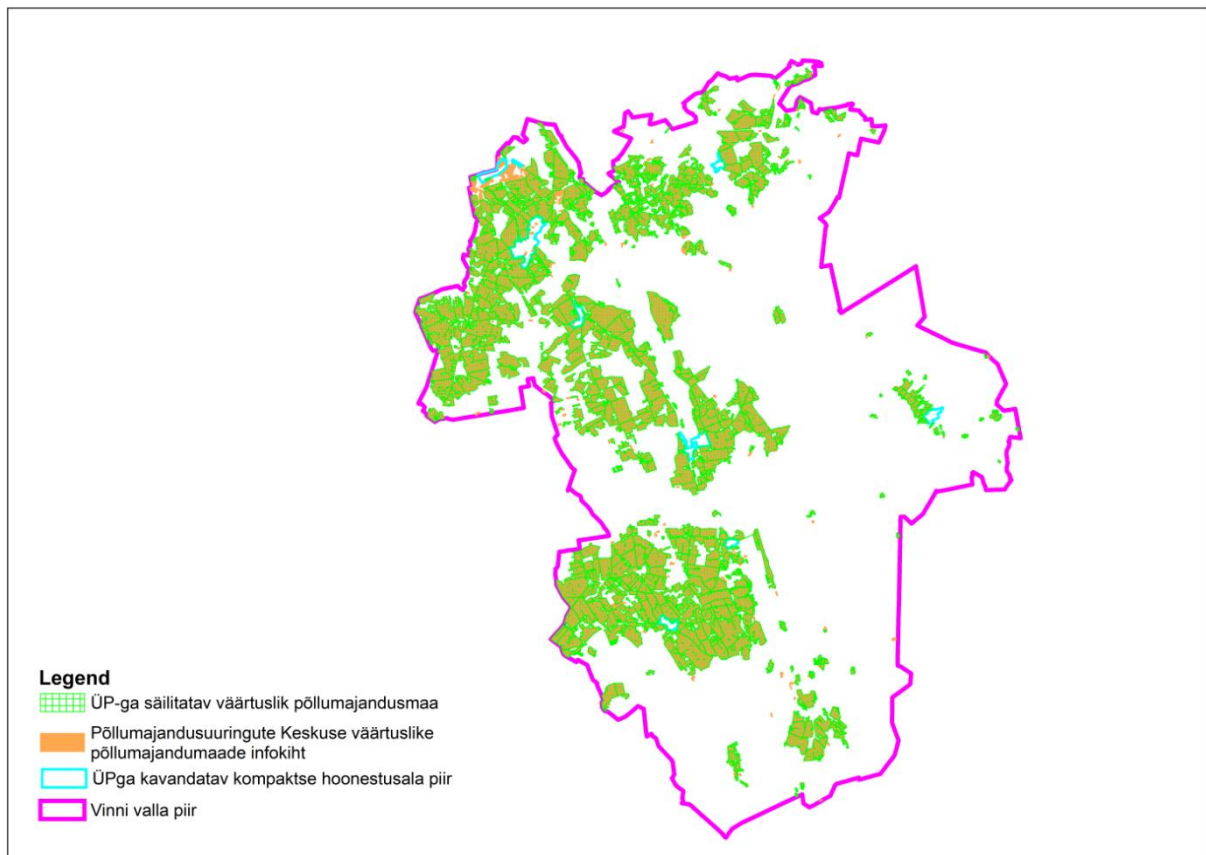 Legend
ÜP-ga säilitatav väärtuslik põllumajandusmaa
Põllumajandusuuringute Keskuse väärtuslike
põllumajandumaade infokiht
ÜPga kavandatav kompaktse hoonestusala piir
Vinni valla piir